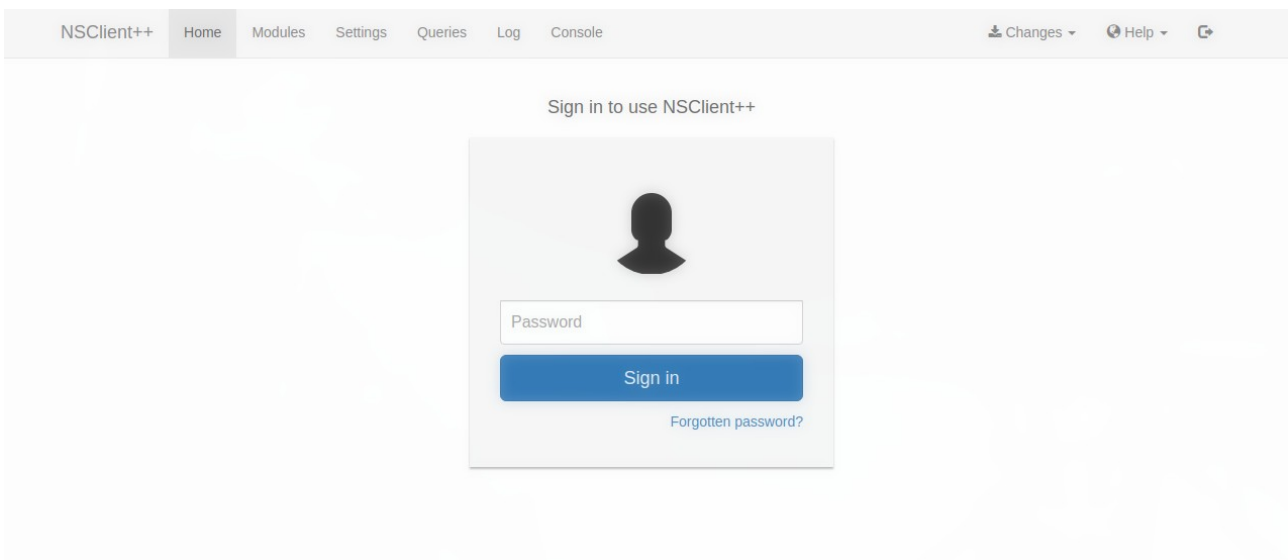 NSClient++ Home Modules Settings Queries Log Console Changes Help
Sign in to use NSClient++
Password
Sign in
Forgotten password?